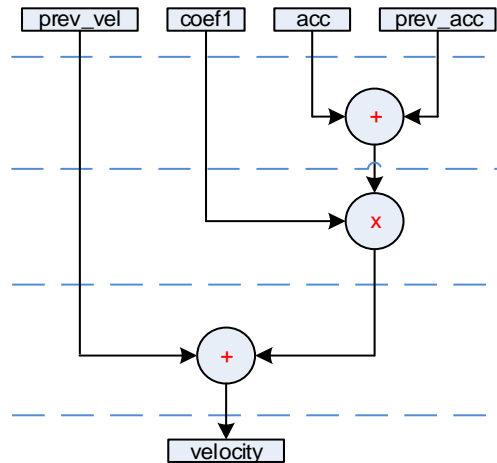 prev_vel coef1 acc prev_acc
+
x
+
velocity